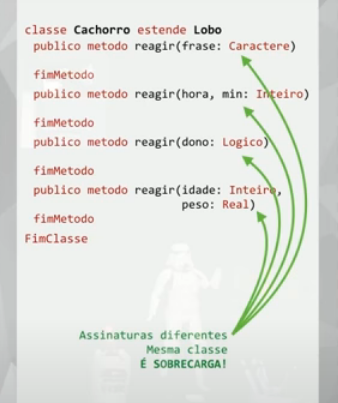 classe Cachorro estende Lobo
publico metodo reagir(frase: Caractere)
fimMetodo
publico metodo reagir(hora, min: Inteiro)
fimMetodo
publico metodo reagir(dono: Logico)
fimMetodo
publico metodo reagir(idade: Inteiro,
peso: Real)
fimMetodo
FimClasse
Assinaturas diferentes
Mesma classe
É SOBRECARGA!